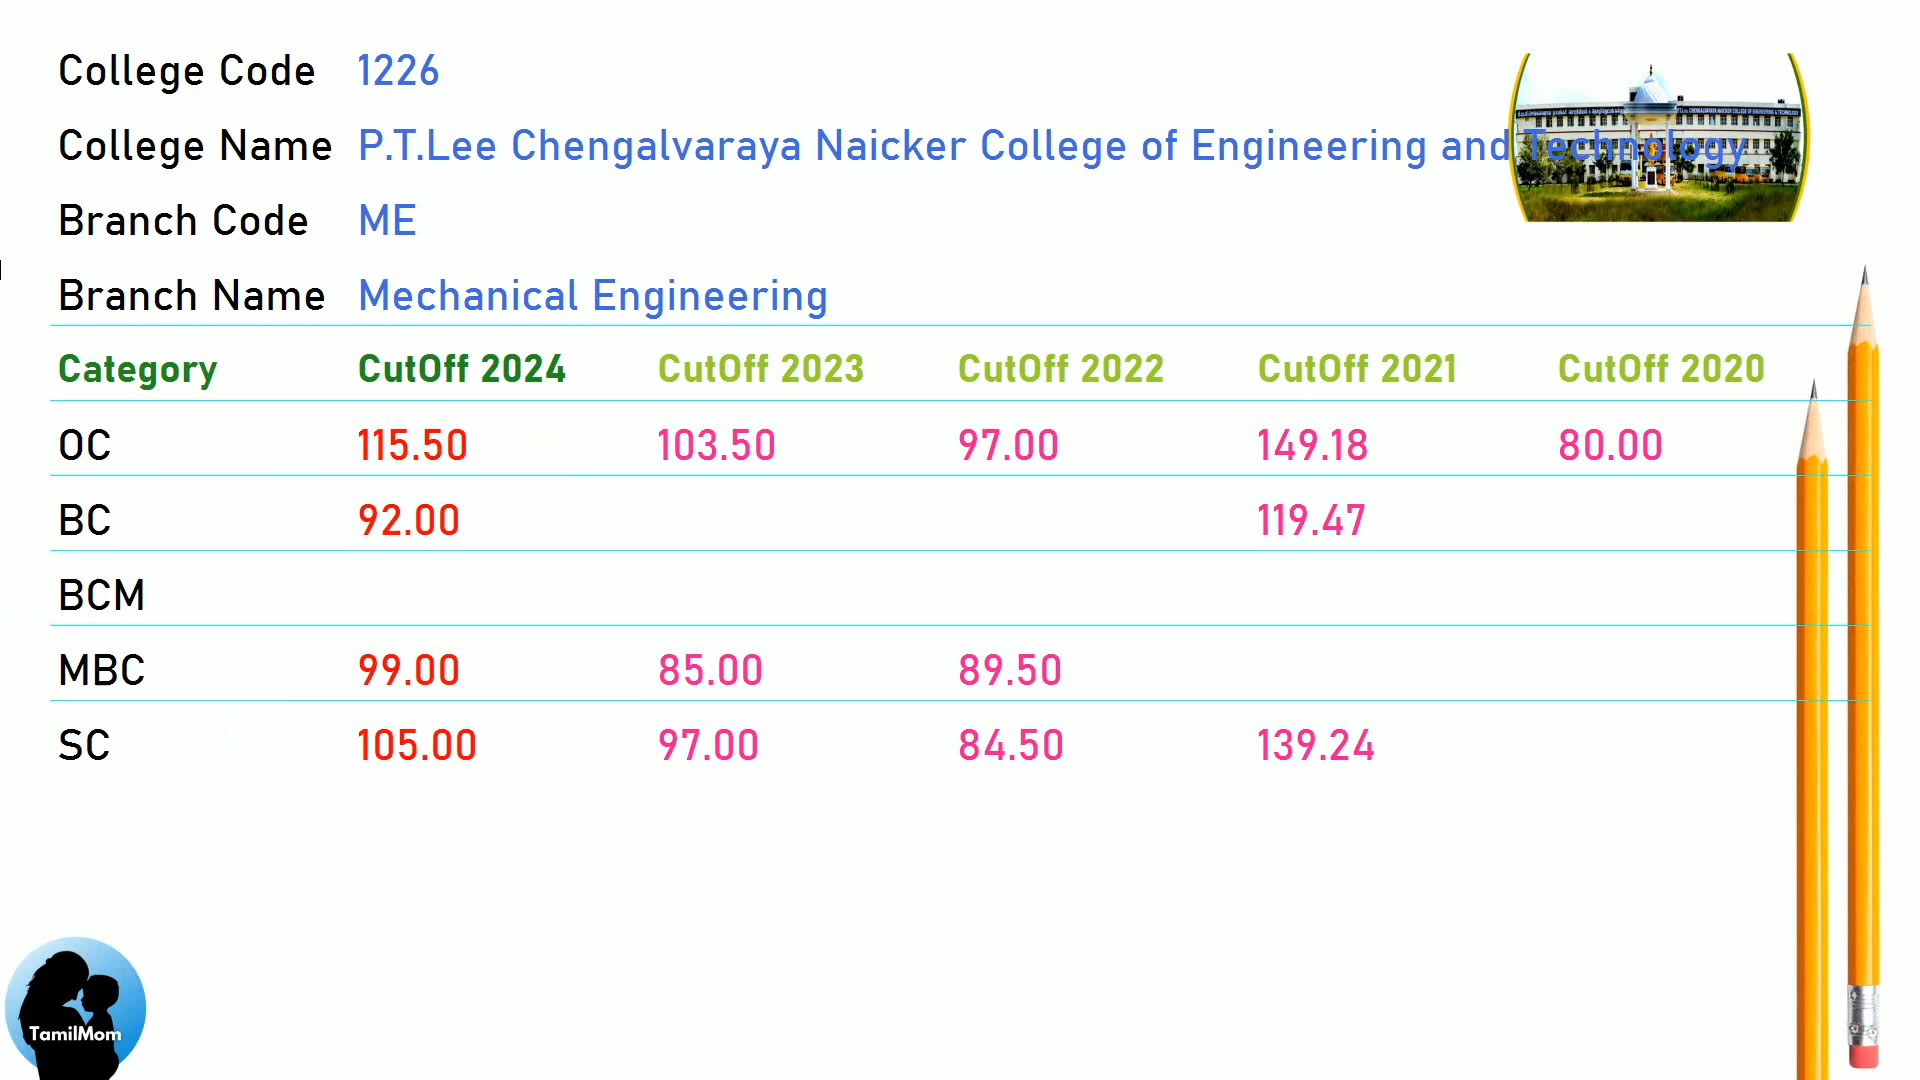 College Code 1226
College Name P.T.Lee Chengalvaraya Naicker College of Engineering and Technology
Branch Code ME
Branch Name Mechanical Engineering
Category CutOff 2024 CutOff 2023 CutOff 2022 CutOff 2021 CutOff 2020
OC 115.50 103.50 97.00 149.18 80.00
BC 92.00 119.47
BCM
MBC 99.00 85.00 89.50
SC 105.00 97.00 84.50 139.24
TamilMom